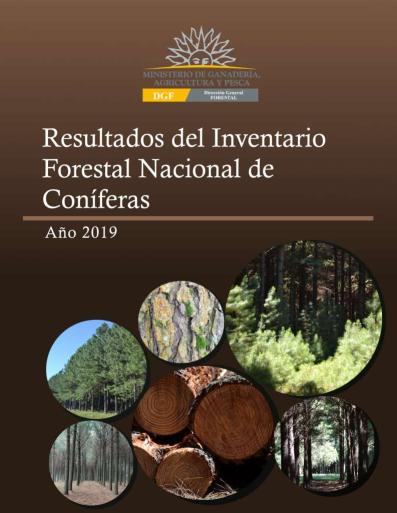 MINISTERIO DE GANADERÍA,
AGRICULTURA Y PESCA
DGF
Dirección General
FORESTAL
Resultados del Inventario
Forestal Nacional de
Coníferas
Año 2019